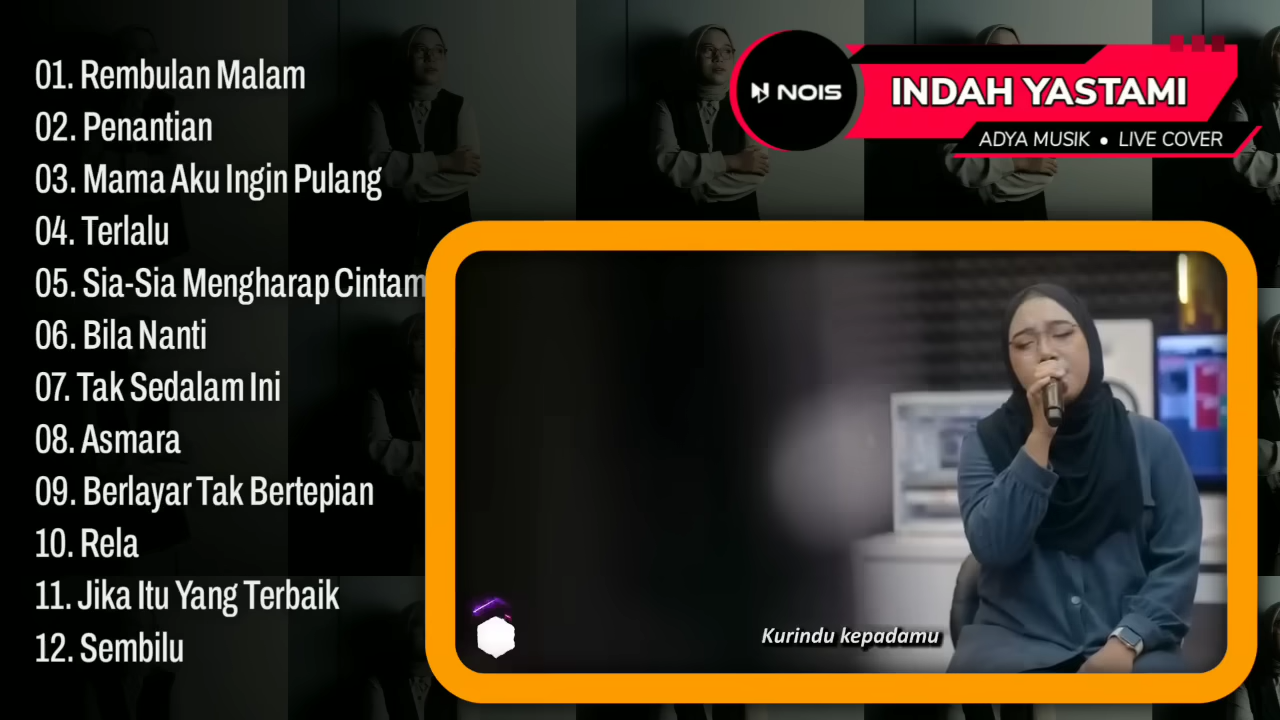 01. Rembulan Malam
02. Penantian
03. Mama Aku Ingin Pulang
04. Terlalu
05. Sia-Sia Mengharap Cintam
06. Bila Nanti
07. Tak Sedalam Ini
08. Asmara
09. Berlayar Tak Bertepian
10. Rela
11. Jika Itu Yang Terbaik
12. Sembilu
NOIS
INDAH YASTAMI
ADYA MUSIK • LIVE COVER
Kurindu kepadamu